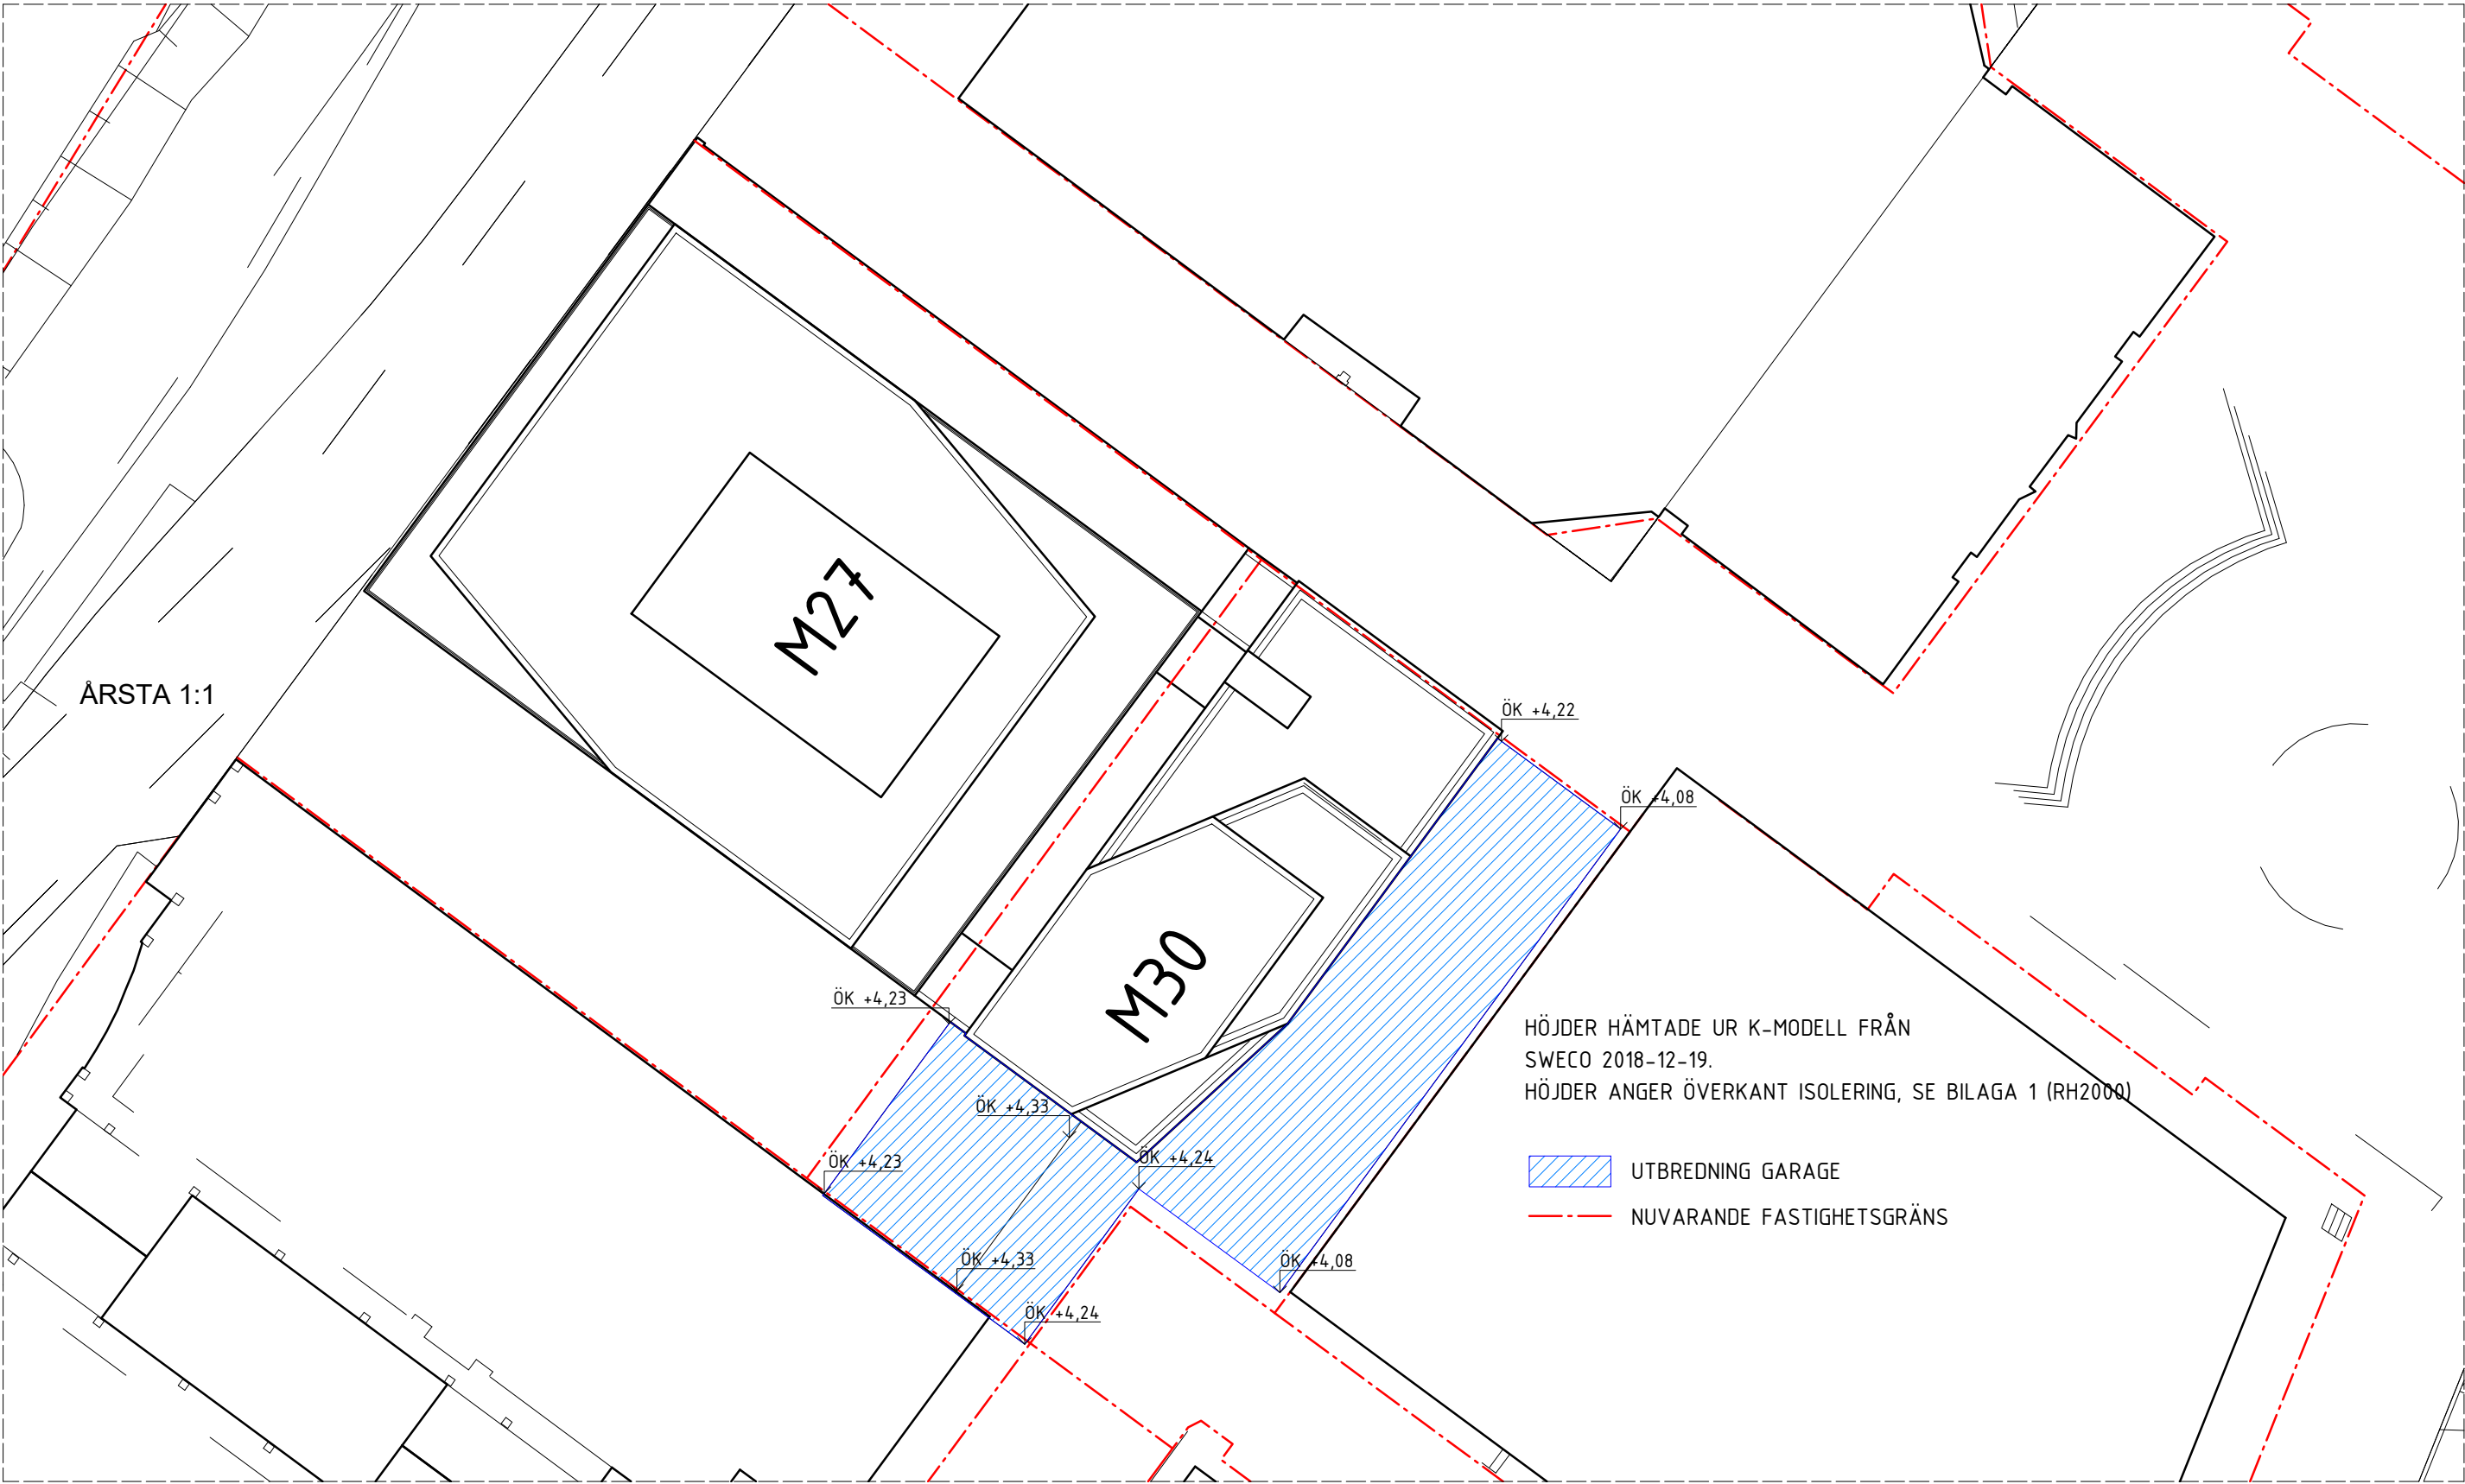 M27
ÅRSTA 1:1
ÖK +4,22
ÖK +4,08
M30
ÖK +4,23
HÖJDER HÄMTADE UR K-MODELL FRÅN
SWECO 2018-12-19.
HÖJDER ANGER ÖVERKANT ISOLERING, SE BILAGA 1 (RH2000)
ÖK +4,33
ÖK +4,23
ÖK +4,24
UTBREDNING GARAGE
NUVARANDE FASTIGHETSGRÄNS
ÖK +4,33
ÖK +4,08
ÖK +4,24